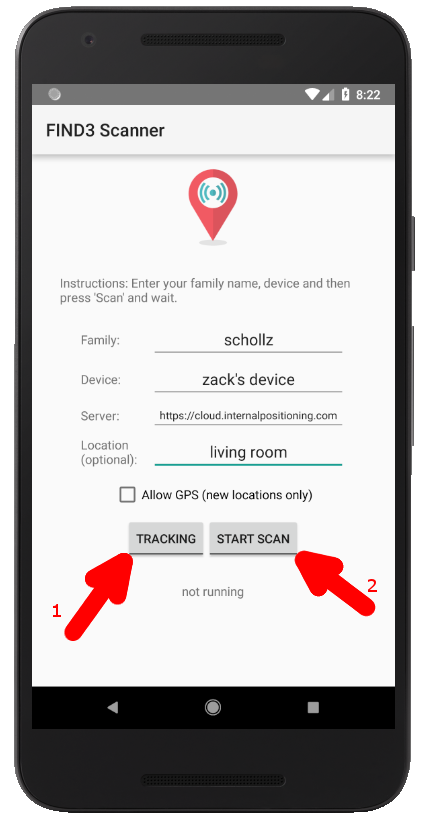 8:22
FIND3 Scanner
Instructions: Enter your family name, device and then
press 'Scan' and wait.
Family: schollz
Device: zack's device
Server: https://cloud.internalpositioning.com
Location
(optional): living room
Allow GPS (new locations only)
TRACKING START SCAN
1
2
not running